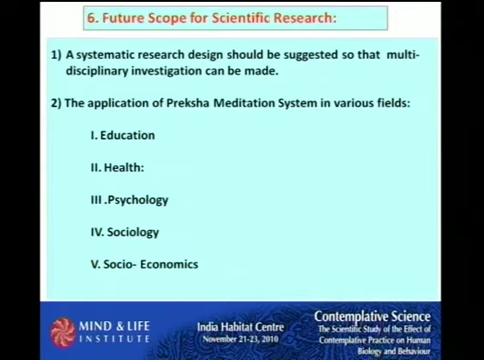 6. Future Scope for Scientific Research:
1) A systematic research design should be suggested so that multi-
disciplinary investigation can be made.
2) The application of Preksha Meditation System in various fields:
I. Education
II. Health:
III .Psychology
IV. Sociology
V. Socio- Economics
MIND & LIFE
INSTITUTE
India Habitat Centre
November 21-23, 2010
Contemplative Science
The Scientific Study of the Effect of
Contemplative Practice on Human
Biology and Behaviour